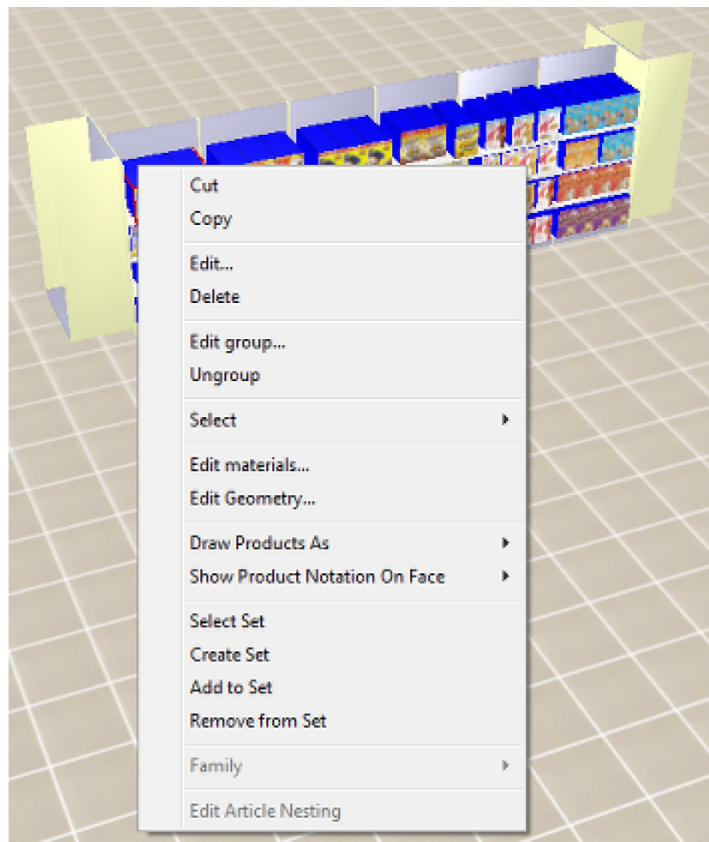 Cut
Copy
Edit...
Delete
Edit group...
Ungroup
Select
Edit materials...
Edit Geometry...
Draw Products As
Show Product Notation On Face
Select Set
Create Set
Add to Set
Remove from Set
Family
Edit Article Nesting